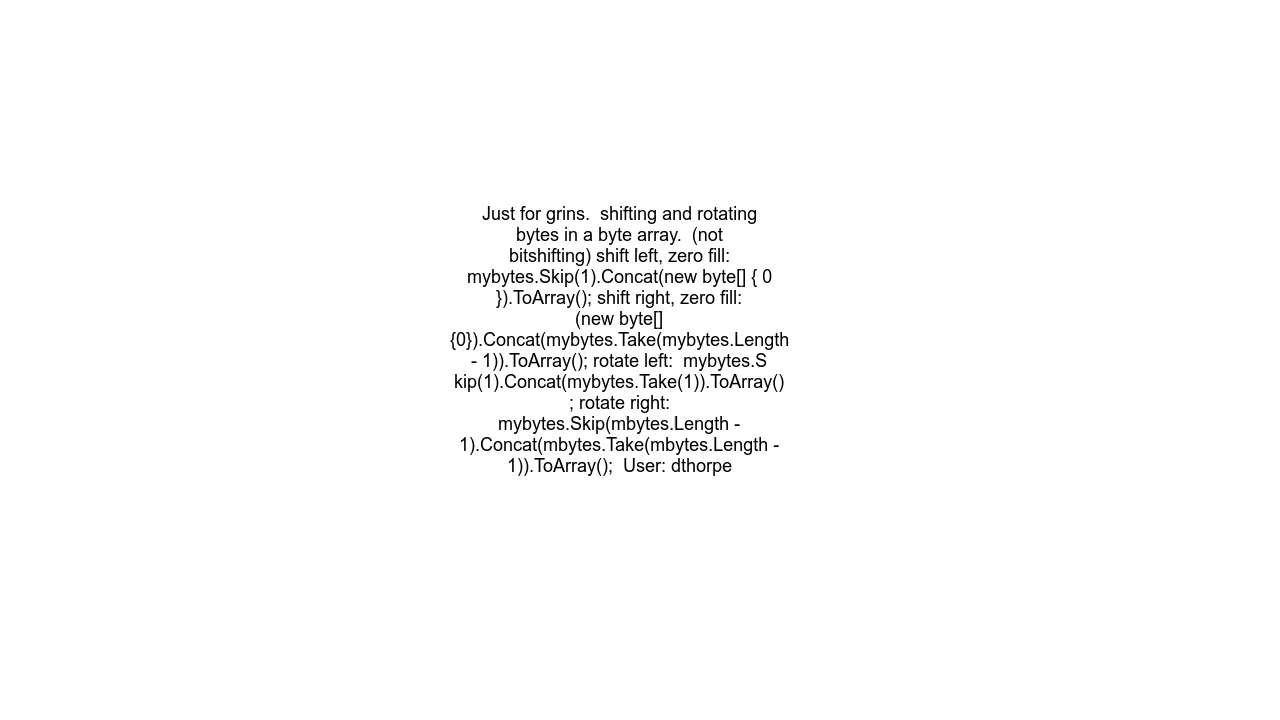 Just for grins.  shifting and rotating
bytes in a byte array.  (not
bitshifting) shift left, zero fill:
mybytes.Skip(1).Concat(new byte[] { 0
}).ToArray(); shift right, zero fill:
(new byte[]
{0}).Concat(mybytes.Take(mybytes.Length
- 1)).ToArray(); rotate left:  mybytes.S
kip(1).Concat(mybytes.Take(1)).ToArray()
; rotate right:
mybytes.Skip(mbytes.Length -
1).Concat(mbytes.Take(mbytes.Length -
1)).ToArray();  User: dthorpe